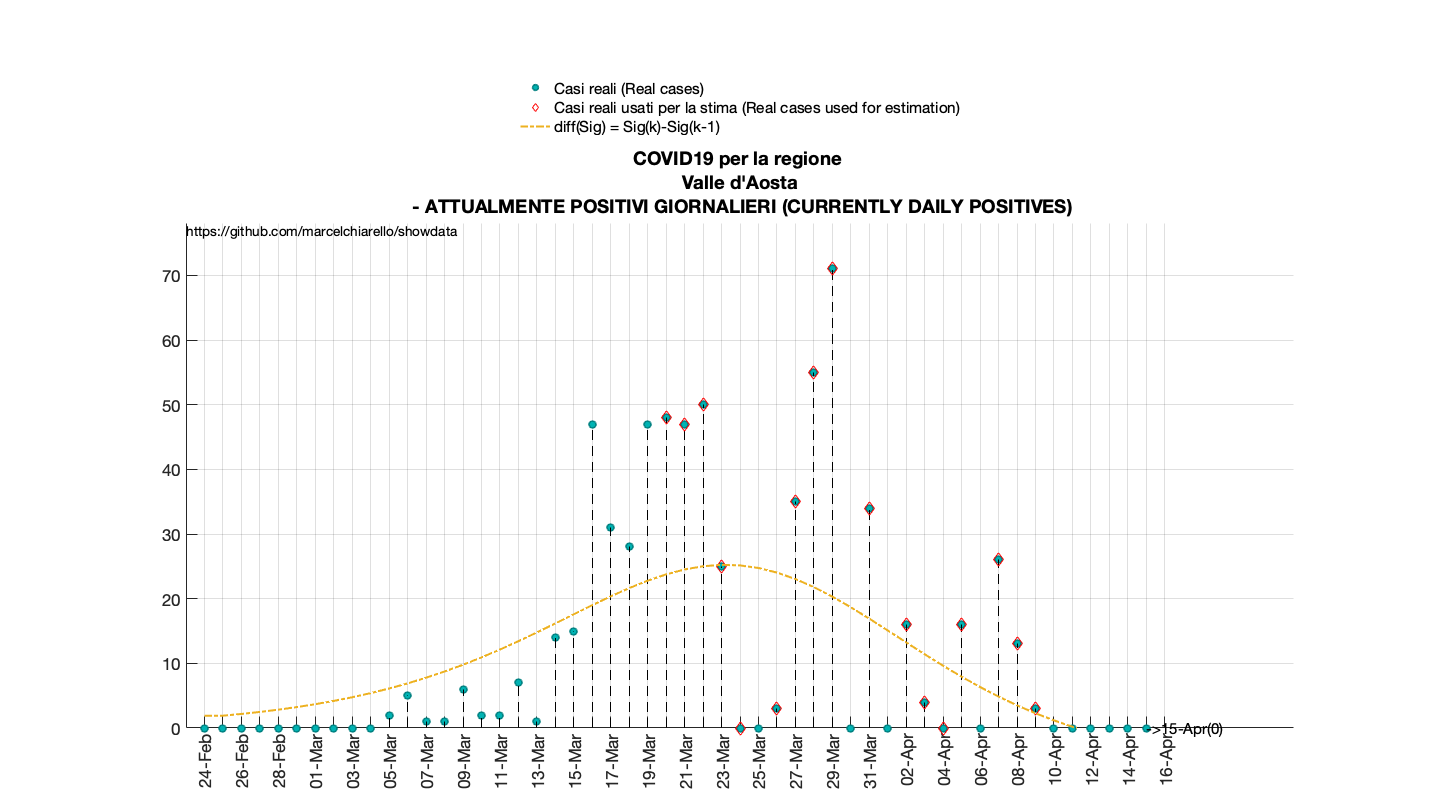 Casi reali (Real cases)
Casi reali usati per la stima (Real cases used for estimation)
diff(Sig) = Sig(k)-Sig(k-1)
COVID19 per la regione
Valle d'Aosta
- ATTUALMENTE POSITIVI GIORNALIERI (CURRENTLY DAILY POSITIVES)
https://github.com/marcelchiarello/showdata
70
60
50
40
30
20
10
0
->15-Apr(0)
24-Feb
26-Feb
28-Feb
01-Mar
03-Mar
05-Mar
07-Mar
09-Mar
11-Mar
13-Mar
15-Mar
17-Mar
19-Mar
21-Mar
23-Mar
25-Mar
27-Mar
29-Mar
31-Mar
02-Apr
04-Apr
06-Apr
08-Apr
10-Apr
12-Apr
14-Apr
16-Apr